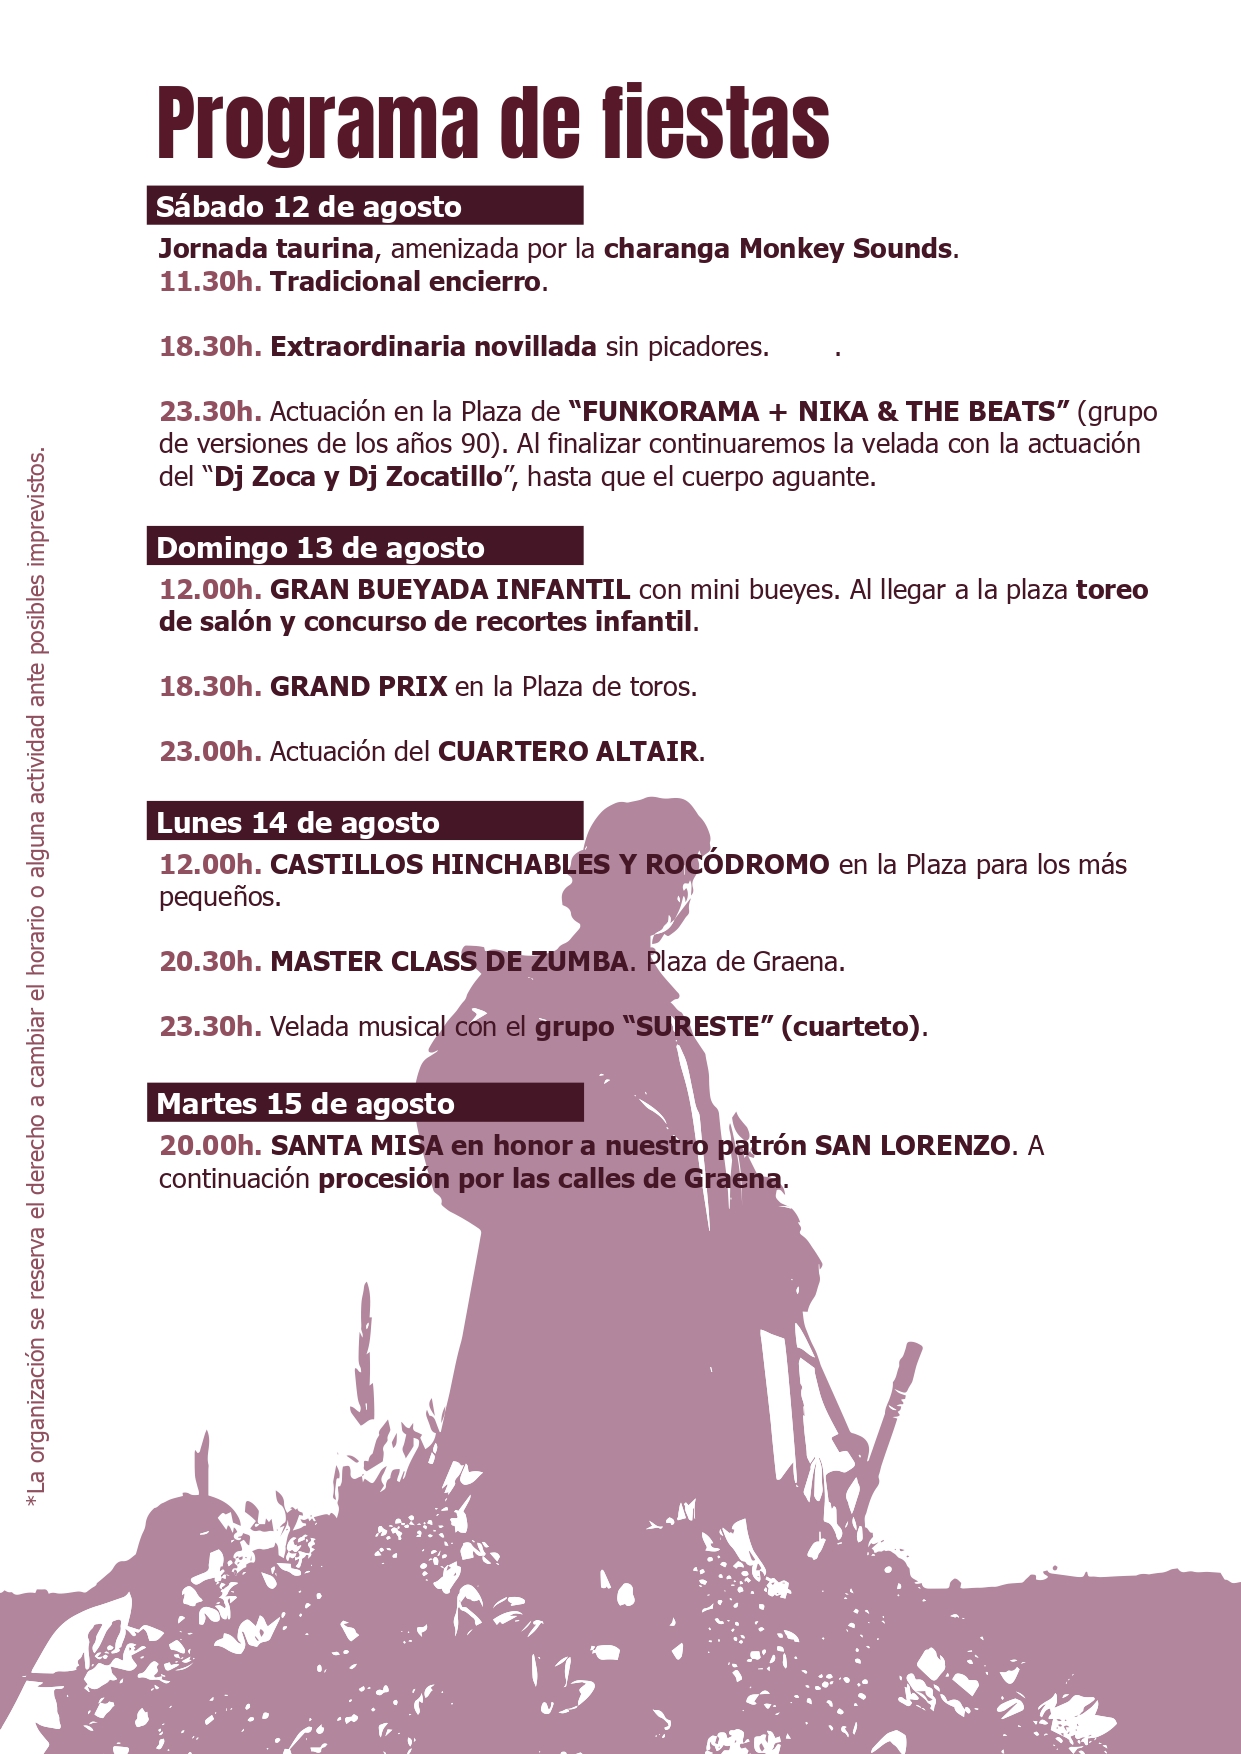 Programa de fiestas
Sábado 12 de agosto
Jornada taurina, amenizada por la charanga Monkey Sounds.
11.30h. Tradicional encierro.
18.30h. Extraordinaria novillada sin picadores. .
23.30h. Actuación en la Plaza de “FUNKORAMA + NIKA & THE BEATS” (grupo
de versiones de los años 90). Al finalizar continuaremos la velada con la actuación
del “Dj Zoca y Dj Zocatillo”, hasta que el cuerpo aguante.
Domingo 13 de agosto
12.00h. GRAN BUEYADA INFANTIL con mini bueyes. Al llegar a la plaza toreo
de salón y concurso de recortes infantil.
18.30h. GRAND PRIX en la Plaza de toros.
23.00h. Actuación del CUARTERO ALTAIR.
Lunes 14 de agosto
12.00h. CASTILLOS HINCHABLES Y ROCÓDROMO en la Plaza para los más
pequeños.
20.30h. MASTER CLASS DE ZUMBA. Plaza de Graena.
23.30h. Velada musical con el grupo “SURESTE” (cuarteto).
Martes 15 de agosto
20.00h. SANTA MISA en honor a nuestro patrón SAN LORENZO. A
continuación procesión por las calles de Graena.
*La organización se reserva el derecho a cambiar el horario o alguna actividad ante posibles imprevistos.